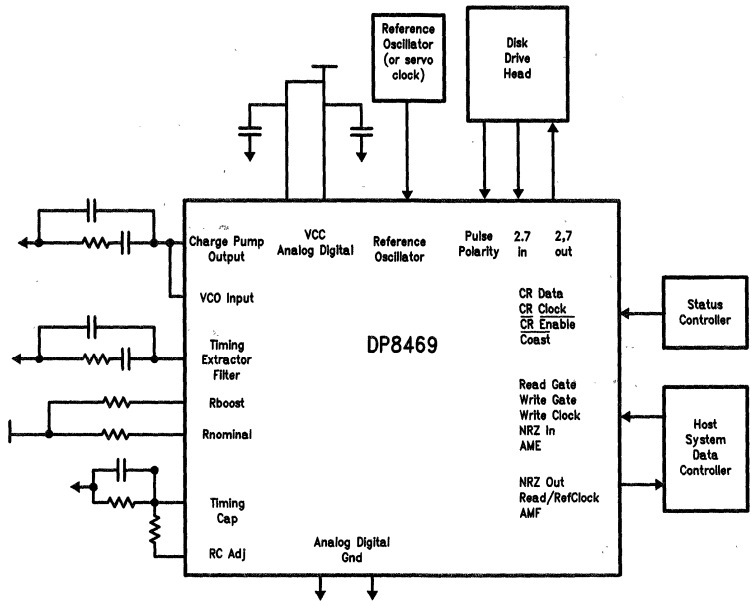 Reference
Oscillator
(or servo
clock)
Disk
Drive
Head
Charge Pump
Output
VCC
Analog Digital
Reference
Oscillator
Pulse
Polarity
2.7
in
2,7
out
VCO Input
CR Data
CR Clock
CR Enable
Coast
Status
Controller
Timing
Extractor
Filter
DP8469
Rboost
Rnominal
Read Gate
Write Gate
Write Clock
NRZ In
AME
Host
System
Data
Controller
NRZ Out
Read/RefClock
AMF
Timing
Cap
RC Adj
Analog Digital
Gnd